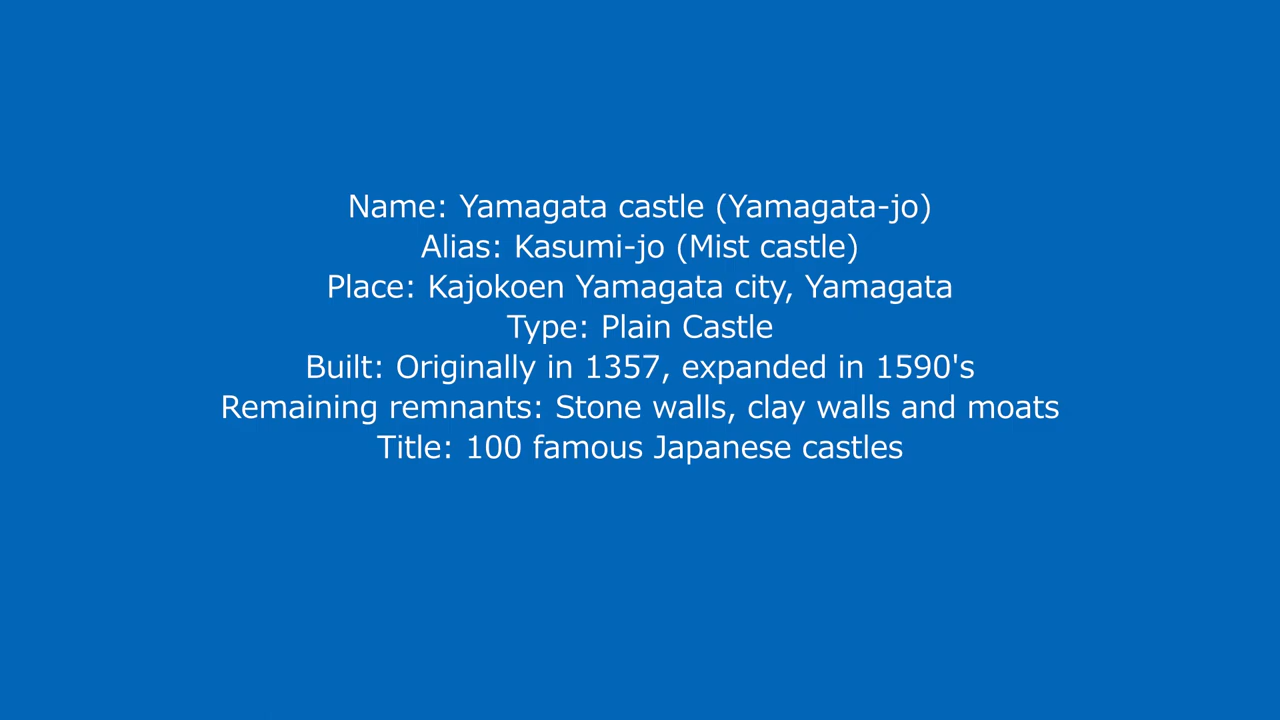 Name: Yamagata castle (Yamagata-jo)
Alias: Kasumi-jo (Mist castle)
Place: Kajokoen Yamagata city, Yamagata
Type: Plain Castle
Built: Originally in 1357, expanded in 1590's
Remaining remnants: Stone walls, clay walls and moats
Title: 100 famous Japanese castles